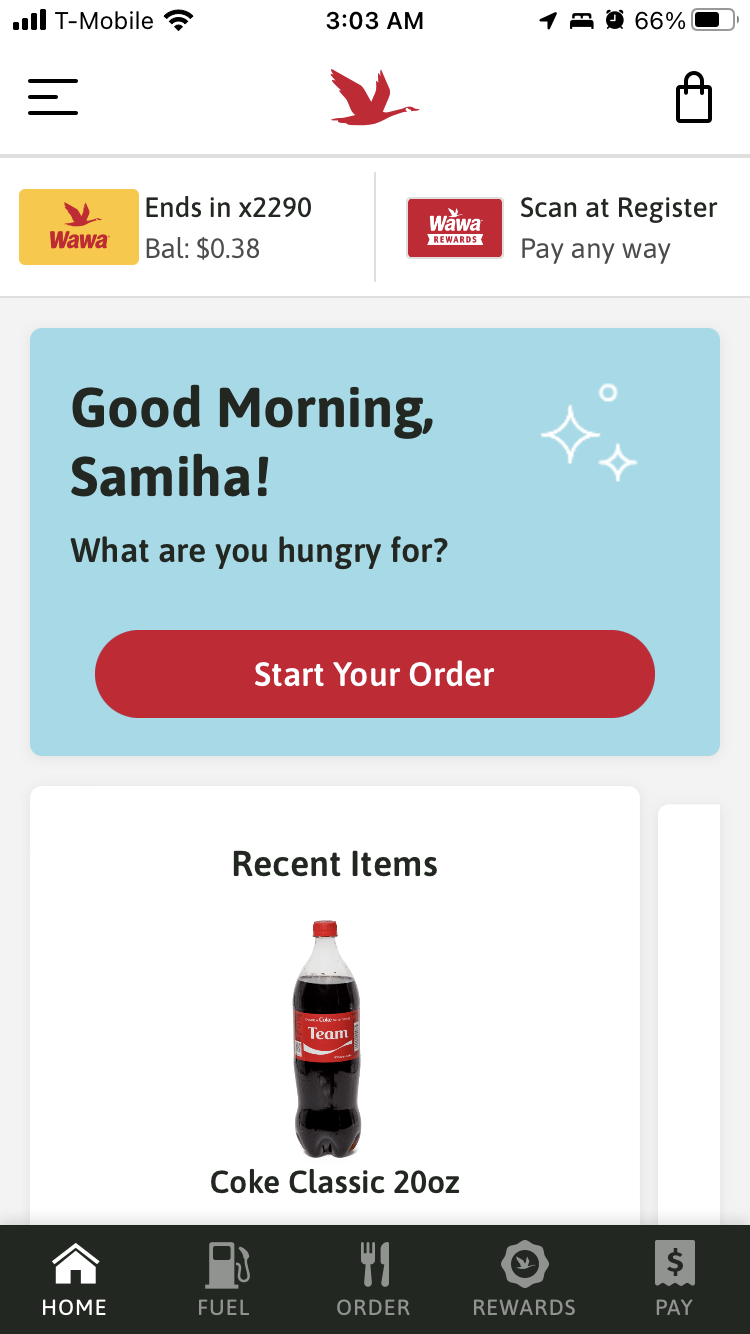 T-Mobile 3:03 AM 66%
Wawa
Ends in x2290
Bal: $0.38
Wawa
REWARDS
Scan at Register
Pay any way
Good Morning,
Samiha!
What are you hungry for?
Start Your Order
Recent Items
Coke
Team
Coke Classic 20oz
$
HOME FUEL ORDER REWARDS PAY